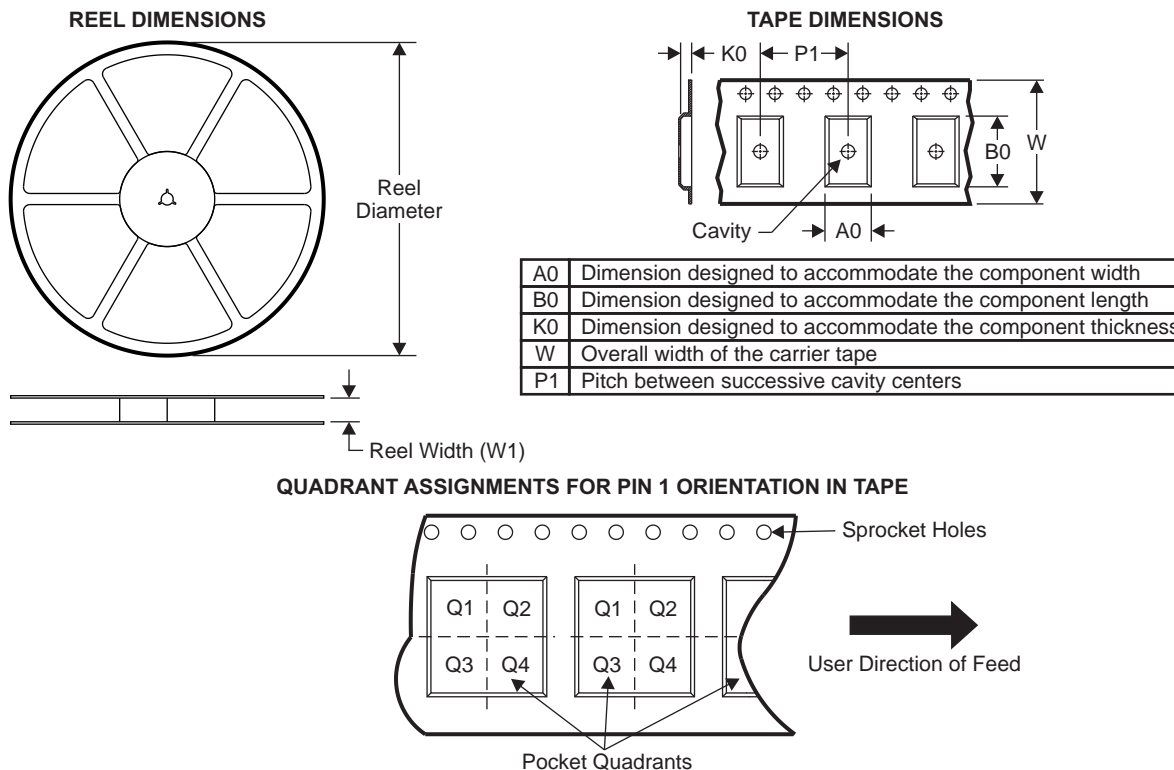 REEL DIMENSIONS
Reel
Diameter
Reel Width (W1)
TAPE DIMENSIONS
K0 P1
B0 W
Cavity A0
A0 Dimension designed to accommodate the component width
B0 Dimension designed to accommodate the component length
K0 Dimension designed to accommodate the component thickness
W Overall width of the carrier tape
P1 Pitch between successive cavity centers
QUADRANT ASSIGNMENTS FOR PIN 1 ORIENTATION IN TAPE
Sprocket Holes
Q1 Q2 Q1 Q2
Q3 Q4 Q3 Q4
User Direction of Feed
Pocket Quadrants